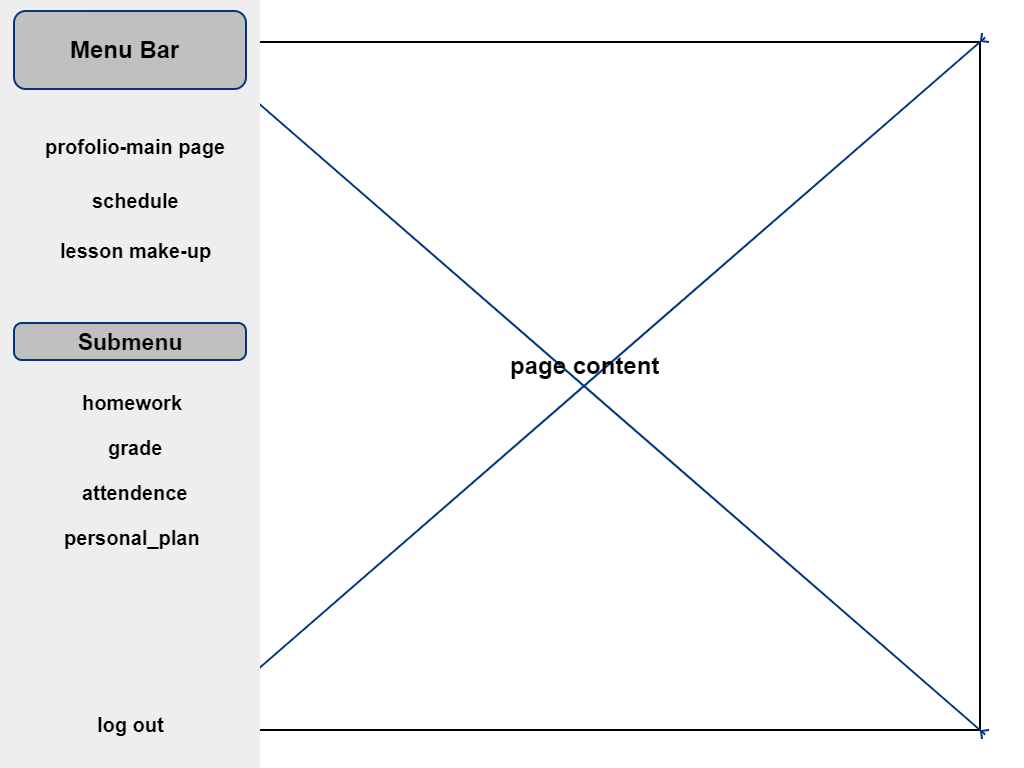 Menu Bar
profolio-main page
schedule
lesson make-up
Submenu
homework
grade
attendence
personal_plan
log out
page content